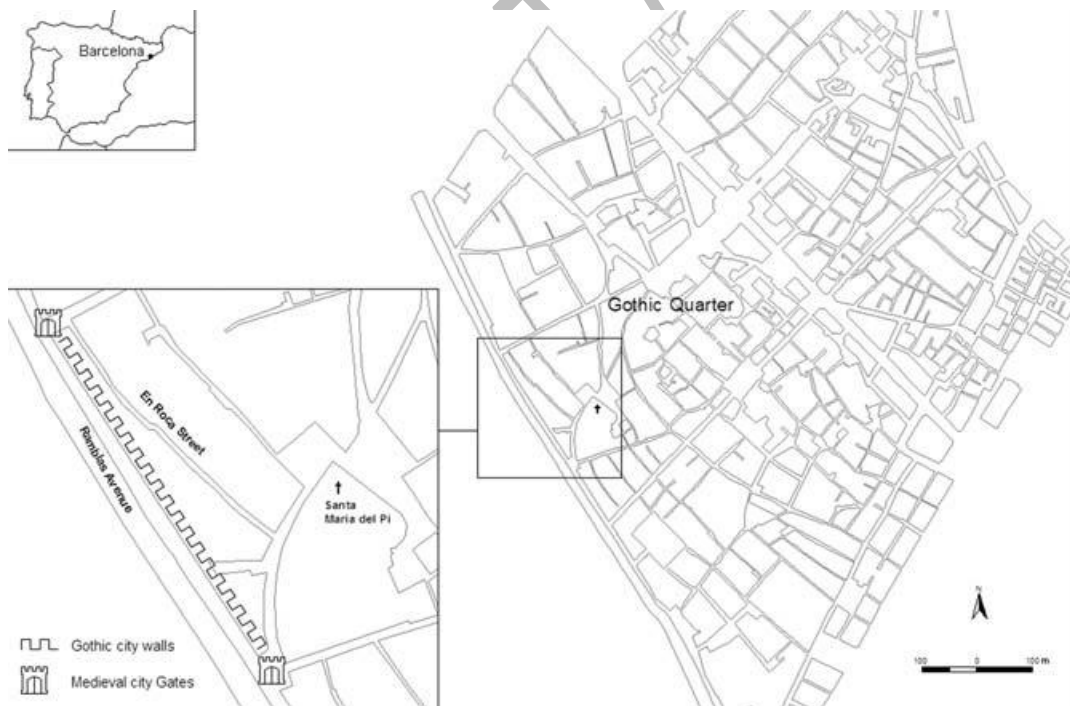 Barcelona
Gothic Quarter
En Roca Street
Ramblas Avenue
Santa
Maria del Pi
Gothic city walls
Medieval city Gates
N
100 0 100 m